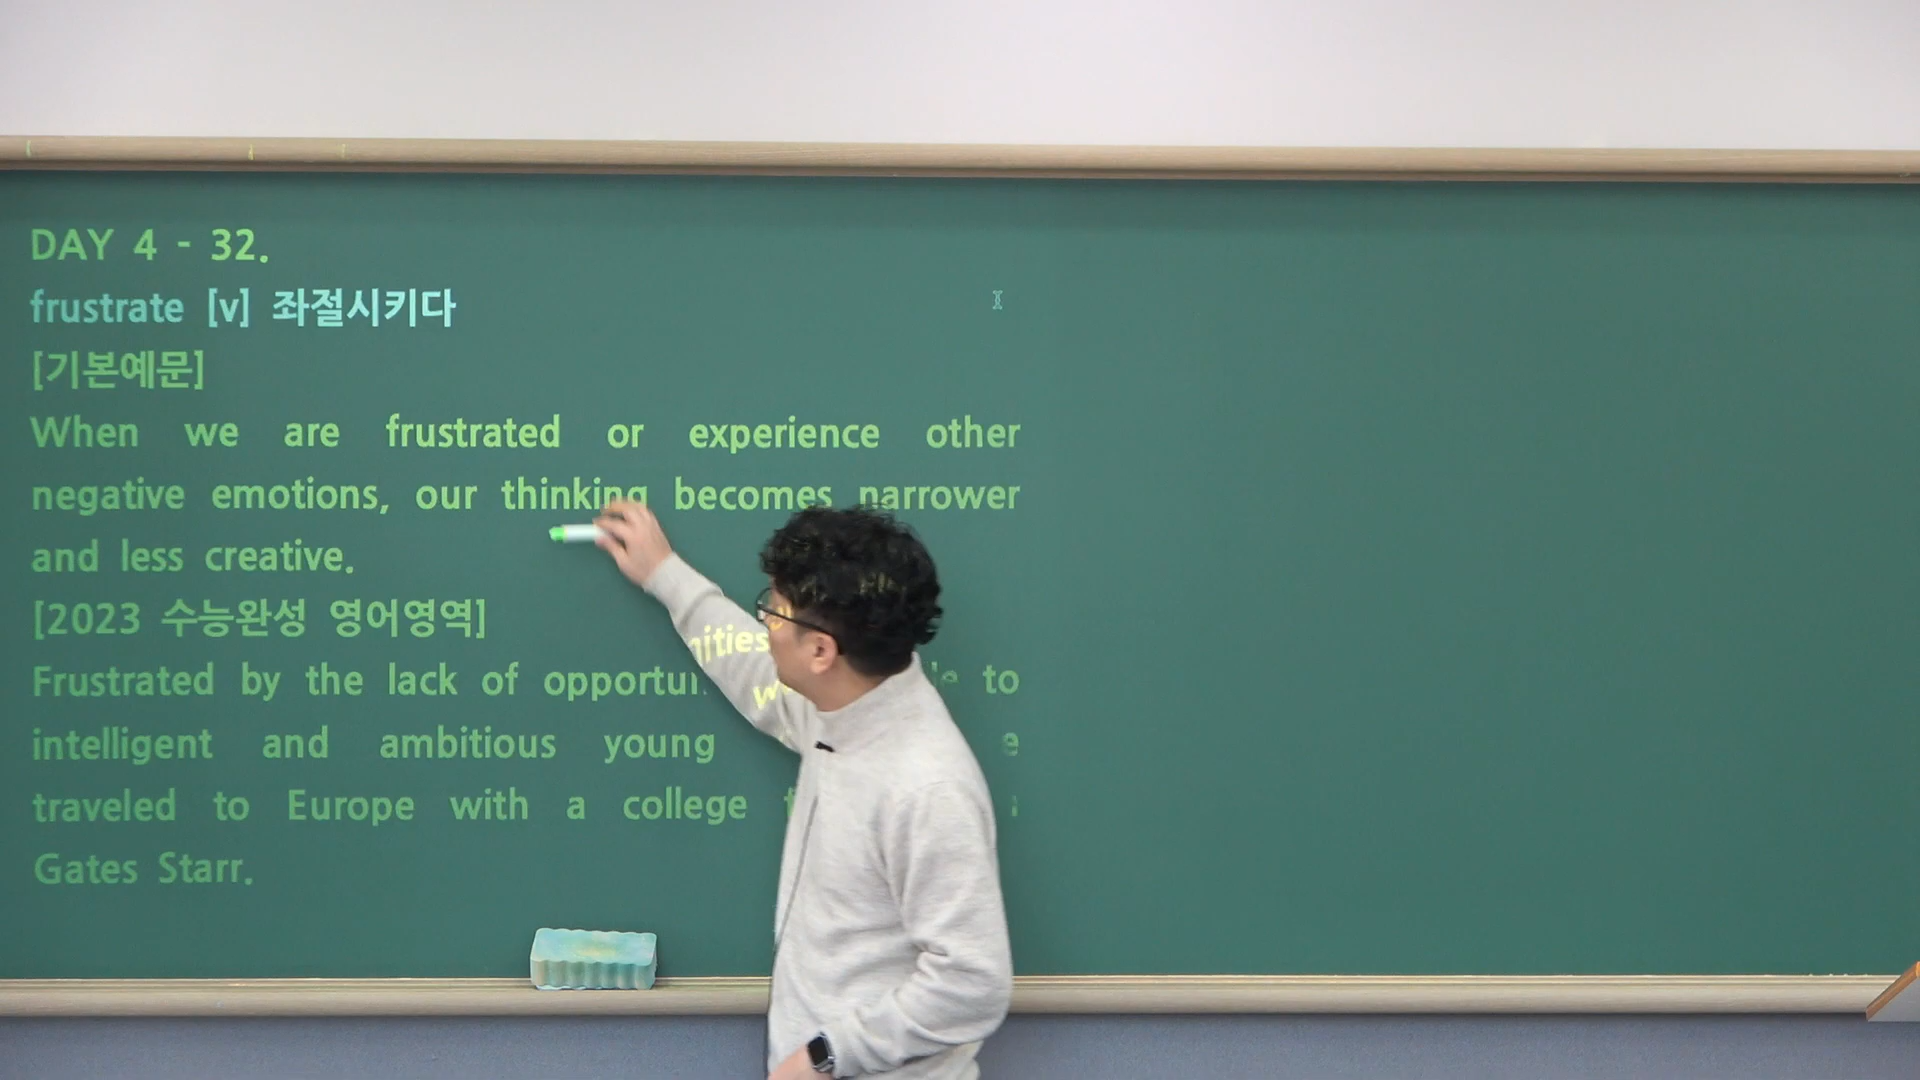 DAY 4 - 32.
frustrate [v] 좌절시키다
[기본예문]
When we are frustrated or experience other
negative emotions, our thinking becomes narrower
and less creative.
[2023 수능완성 영어영역]
Frustrated by the lack of opportunities to
intelligent and ambitious young
traveled to Europe with a college
Gates Starr.